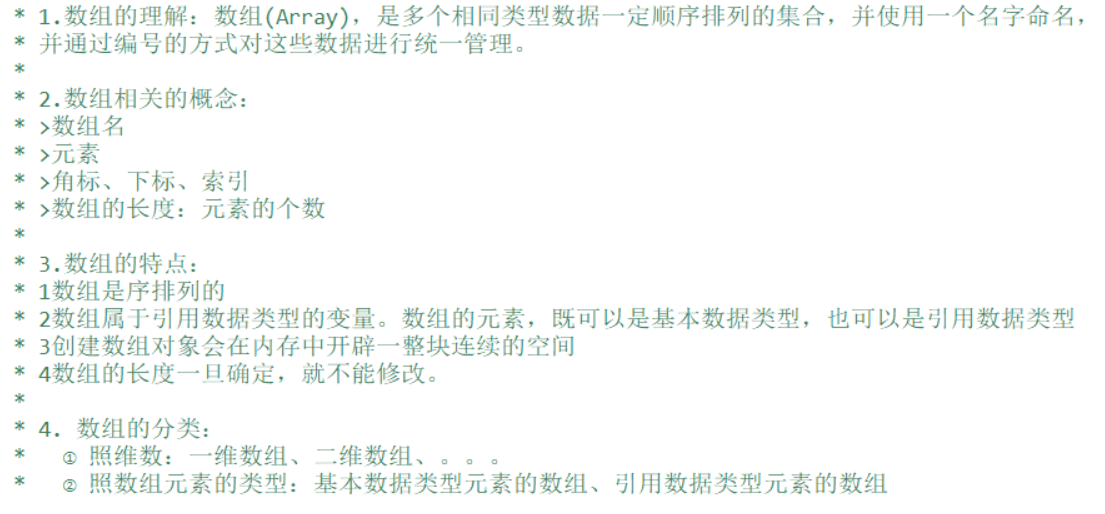 * 1.数组的理解：数组(Array)，是多个相同类型数据一定顺序排列的集合，并使用一个名字命名，
* 并通过编号的方式对这些数据进行统一管理。
*
* 2.数组相关的概念：
* >数组名
* >元素
* >角标、下标、索引
* >数组的长度：元素的个数
*
* 3.数组的特点：
* 1数组是序排列的
* 2数组属于引用数据类型的变量。数组的元素，既可以是基本数据类型，也可以是引用数据类型
* 3创建数组对象会在内存中开辟一整块连续的空间
* 4数组的长度一旦确定，就不能修改。
*
* 4. 数组的分类：
* ① 照维数：一维数组、二维数组、。。。
* ② 照数组元素的类型：基本数据类型元素的数组、引用数据类型元素的数组